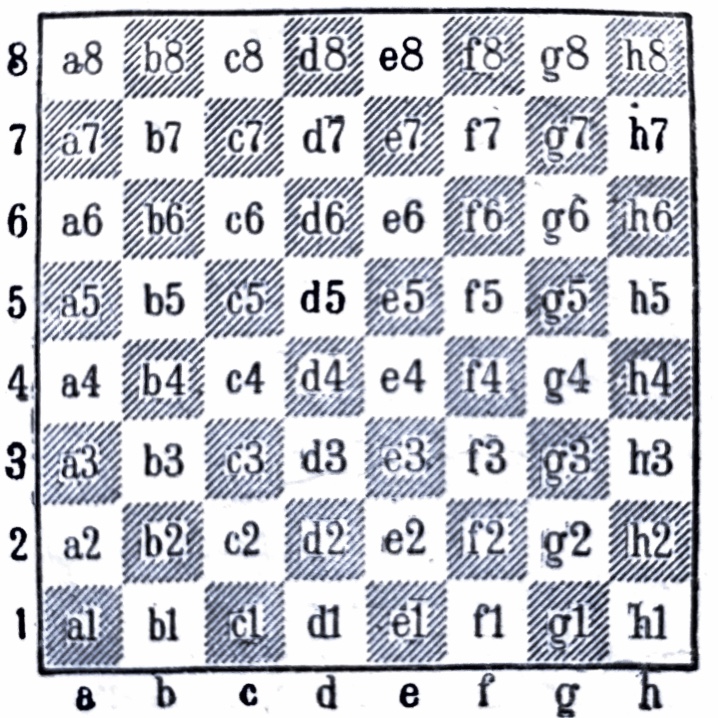 8 a8 b8 c8 d8 e8 f8 g8 h8
7 a7 b7 c7 d7 e7 f7 g7 h7
6 a6 b6 c6 d6 e6 f6 g6 h6
5 a5 b5 c5 d5 e5 f5 g5 h5
4 a4 b4 c4 d4 e4 f4 g4 h4
3 a3 b3 c3 d3 e3 f3 g3 h3
2 a2 b2 c2 d2 e2 f2 g2 h2
1 a1 b1 c1 d1 e1 f1 g1 h1
a b c d e f g h